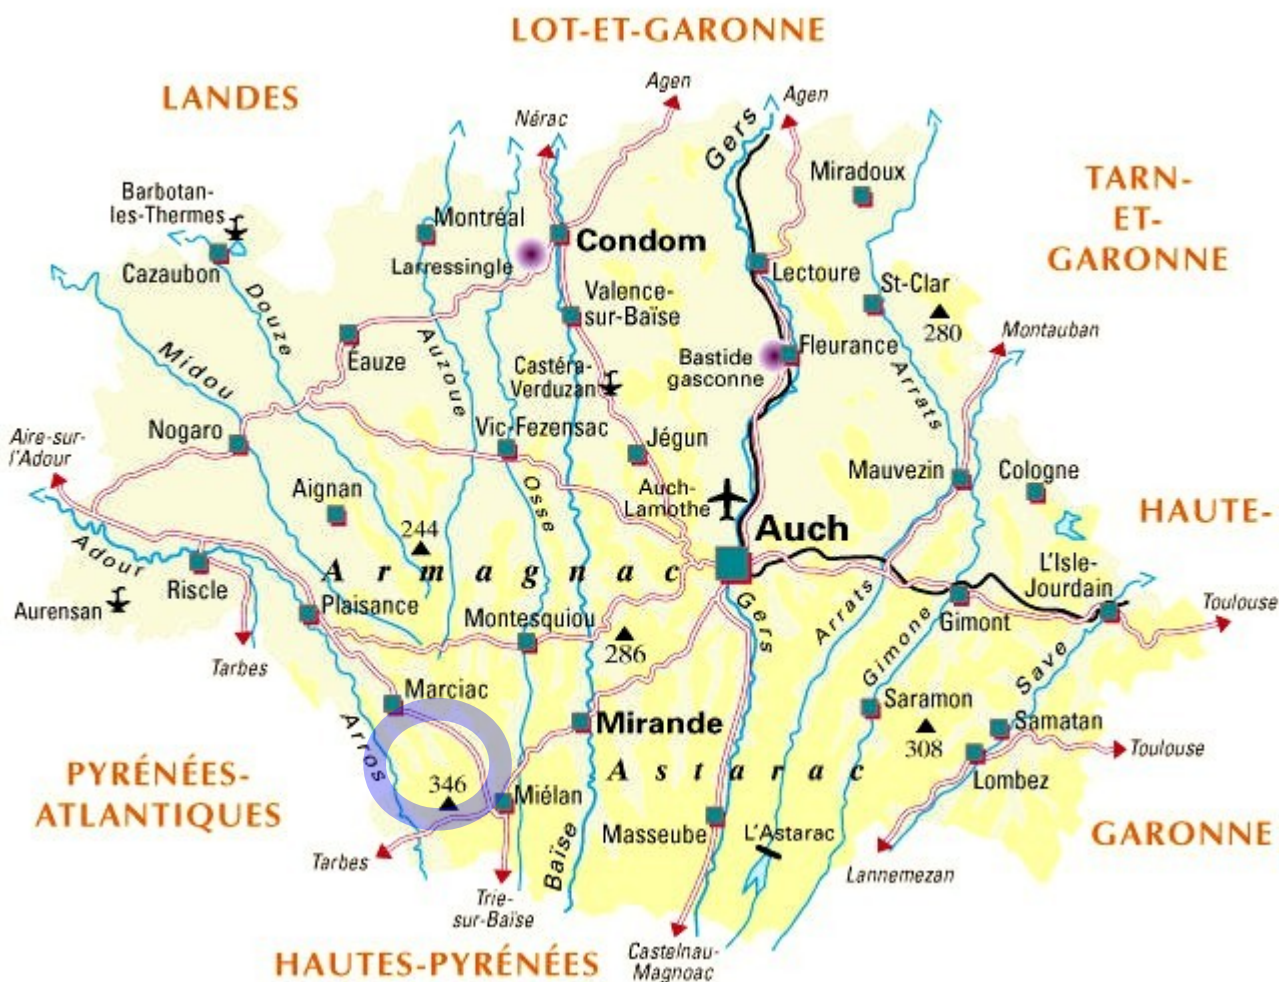 LOT-ET-GARONNE
LANDES
Agen
Agen
Nérac
Gers
Miradoux
TARN-
ET-
GARONNE
Barbotan-
les-Thermes
Montréal
Condom
Cazaubon
Larressingle
Lectoure
St-Clar
Douze
Valence-
sur-Baïse
280
Montauban
Midou
Éauze
Auzoue
Castéra-
Verduzan
Bastide
gasconne
Fleurance
Arrats
Nogaro
Vic-Fezensac
Jégun
Aire-sur-
l'Adour
Mauvezin
Cologne
Aignan
Osse
Auch-
Lamothe
Auch
HAUTE-
244
Adour
Armagnac
L'Isle-
Jourdain
Riscle
Aurensan
Plaisance
Montesquiou
Gers
Arrats
Gimone
Gimont
Toulouse
Tarbes
286
Save
Marciac
Saramon
Arros
Mirande
308
Samatan
Toulouse
PYRÉNÉES-
ATLANTIQUES
346
Miélan
Astarac
Lombez
Masseube
L'Astarac
GARONNE
Tarbes
Baïse
Lannemezan
Trie-
sur-Baïse
HAUTES-PYRÉNÉES
Castelnau-
Magnoac